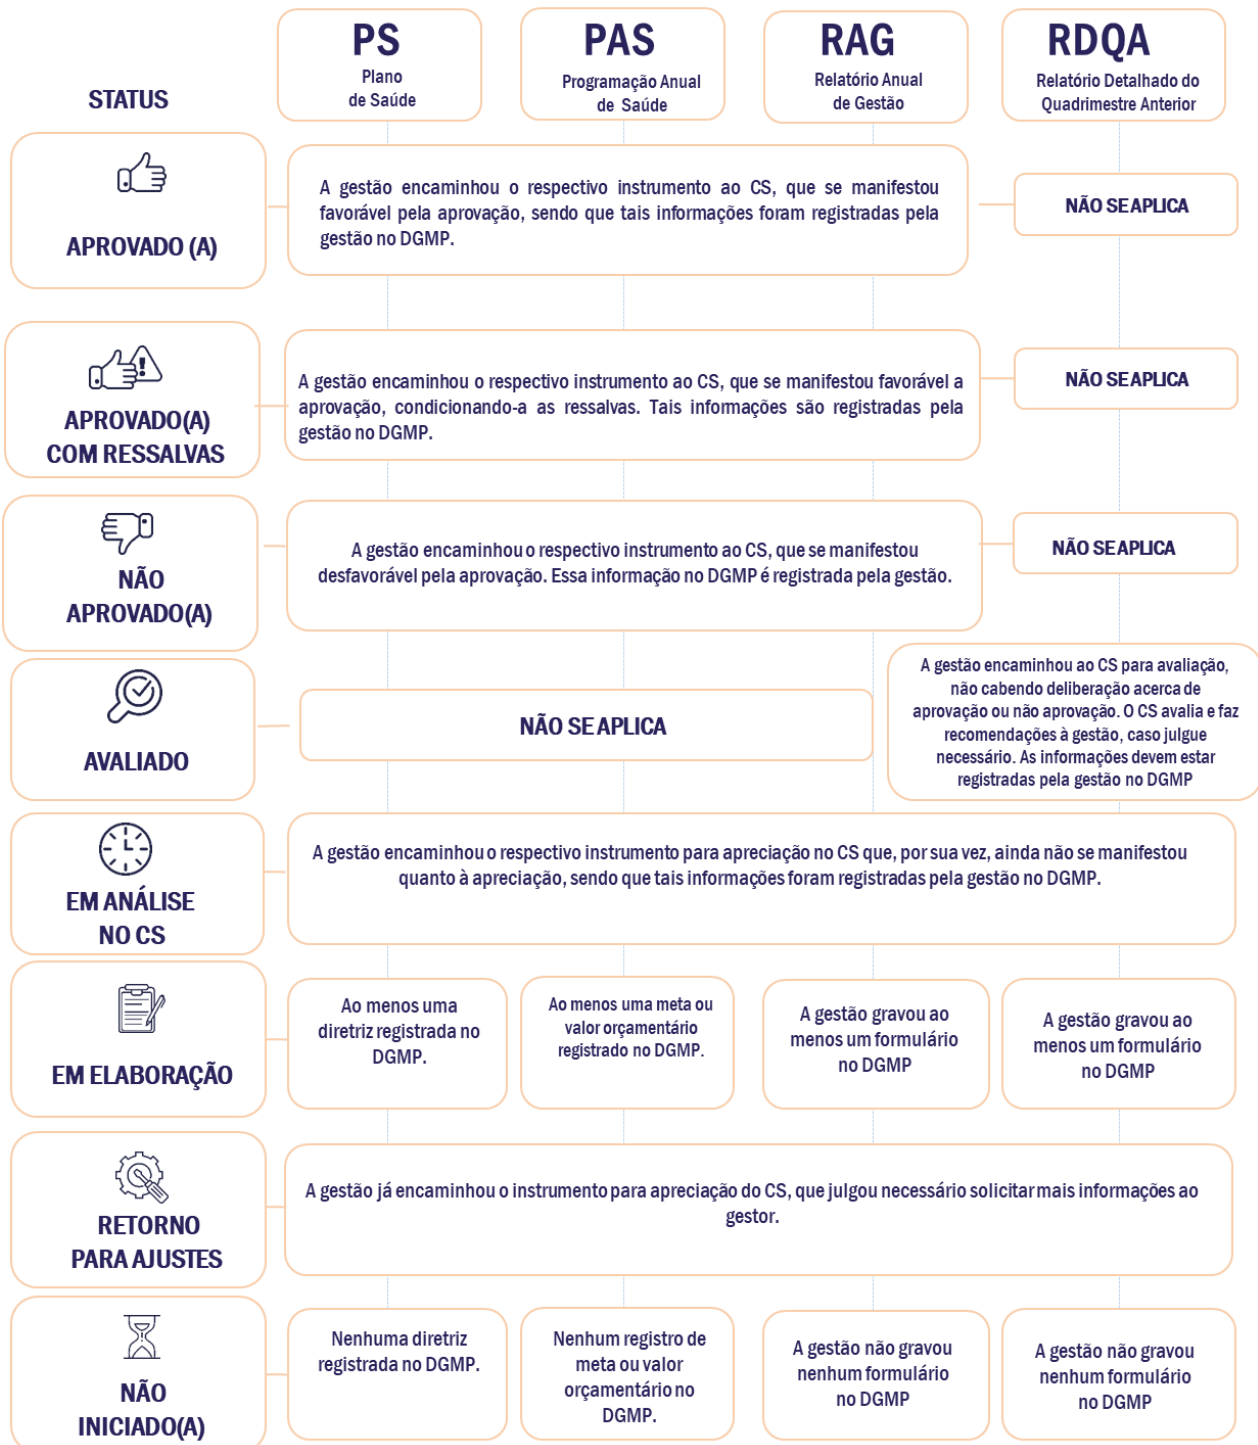 STATUS
PS
Plano
de Saúde
PAS
Programação Anual
de Saúde
RAG
Relatório Anual
de Gestão
RDQA
Relatório Detalhado do
Quadrimestre Anterior
APROVADO (A)
A gestão encaminhou o respectivo instrumento ao CS, que se manifestou
favorável pela aprovação, sendo que tais informações foram registradas pela
gestão no DGMP.
NÃO SE APLICA
APROVADO(A)
COM RESSALVAS
A gestão encaminhou o respectivo instrumento ao CS, que se manifestou favorável a
aprovação, condicionando-a as ressalvas. Tais informações são registradas pela
gestão no DGMP.
NÃO SE APLICA
NÃO
APROVADO(A)
A gestão encaminhou o respectivo instrumento ao CS, que se manifestou
desfavorável pela aprovação. Essa informação no DGMP é registrada pela gestão.
NÃO SE APLICA
AVALIADO
NÃO SE APLICA
A gestão encaminhou ao CS para avaliação,
não cabendo deliberação acerca de
aprovação ou não aprovação. O CS avalia e faz
recomendações à gestão, caso julgue
necessário. As informações devem estar
registradas pela gestão no DGMP
EM ANÁLISE
NO CS
A gestão encaminhou o respectivo instrumento para apreciação no CS que, por sua vez, ainda não se manifestou
quanto à apreciação, sendo que tais informações foram registradas pela gestão no DGMP.
EM ELABORAÇÃO
Ao menos uma
diretriz registrada no
DGMP.
Ao menos uma meta ou
valor orçamentário
registrado no DGMP.
A gestão gravou ao
menos um formulário
no DGMP
A gestão gravou ao
menos um formulário
no DGMP
RETORNO
PARA AJUSTES
A gestão já encaminhou o instrumento para apreciação do CS, que julgou necessário solicitar mais informações ao
gestor.
NÃO
INICIADO(A)
Nenhuma diretriz
registrada no DGMP.
Nenhum registro de
meta ou valor
orçamentário no
DGMP.
A gestão não gravou
nenhum formulário
no DGMP
A gestão não gravou
nenhum formulário
no DGMP